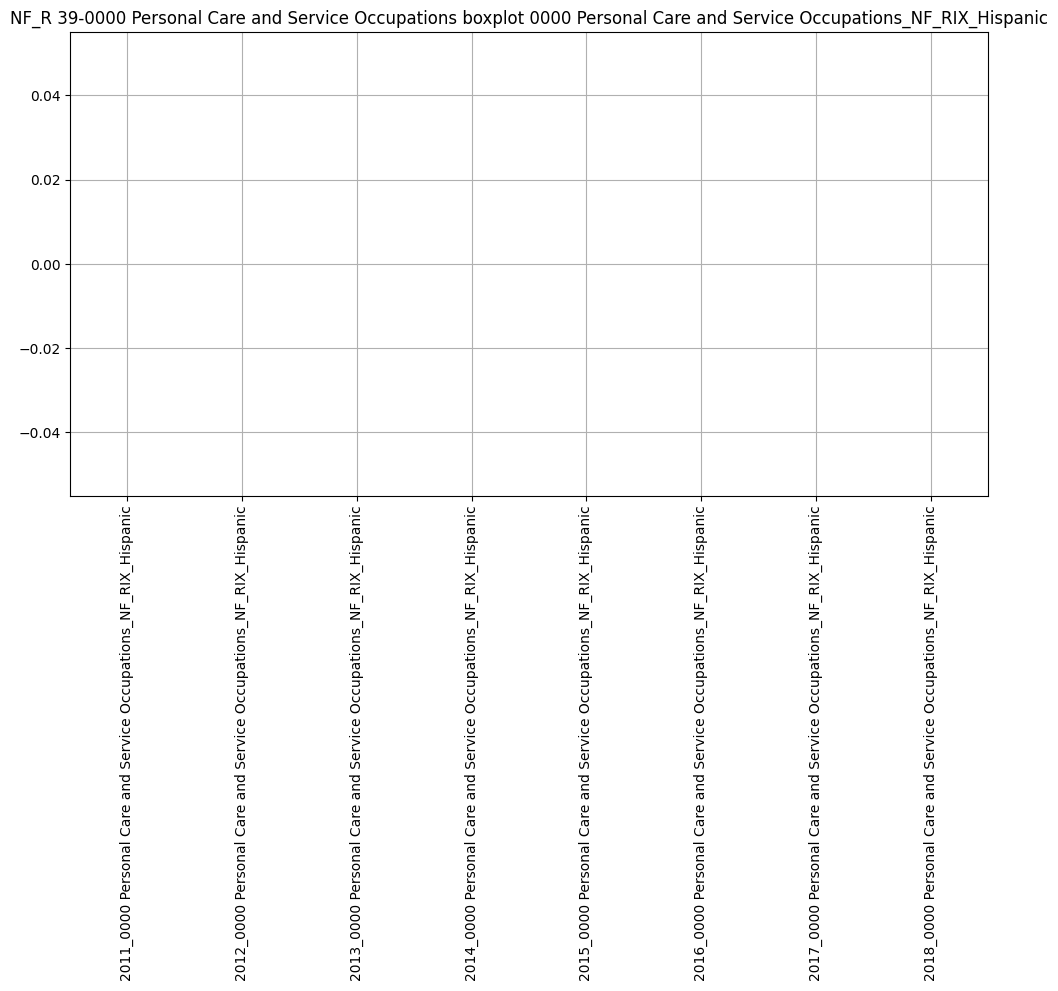 NF_R 39-0000 Personal Care and Service Occupations boxplot 0000 Personal Care and Service Occupations_NF_RIX_Hispanic
0.04
0.02
0.00
−0.02
−0.04
2011_0000 Personal Care and Service Occupations_NF_RIX_Hispanic
2012_0000 Personal Care and Service Occupations_NF_RIX_Hispanic
2013_0000 Personal Care and Service Occupations_NF_RIX_Hispanic
2014_0000 Personal Care and Service Occupations_NF_RIX_Hispanic
2015_0000 Personal Care and Service Occupations_NF_RIX_Hispanic
2016_0000 Personal Care and Service Occupations_NF_RIX_Hispanic
2017_0000 Personal Care and Service Occupations_NF_RIX_Hispanic
2018_0000 Personal Care and Service Occupations_NF_RIX_Hispanic